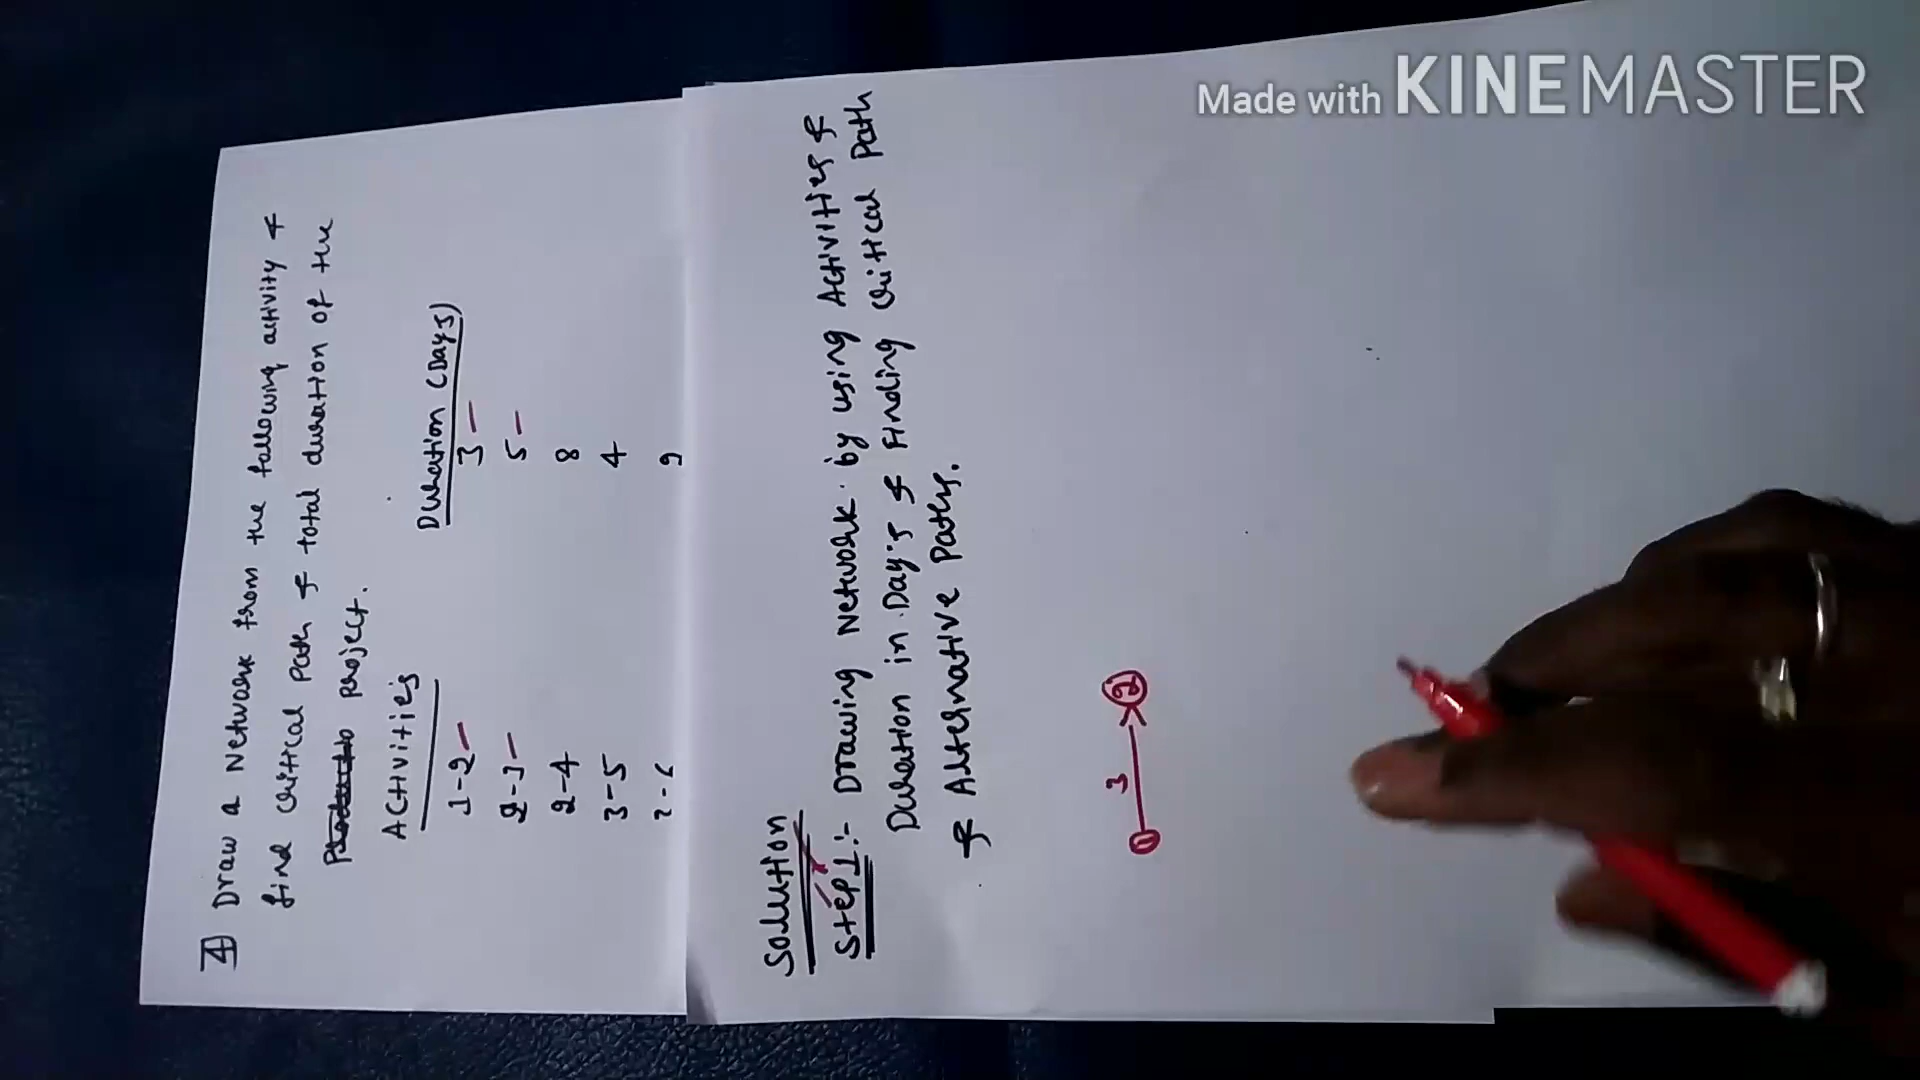 Made with KINEMASTER
4 Draw a Network from the following activity &
find critical path & total duration of the
project.
Activities Duration (Days)
1-2 3
2-3 5
2-4 8
3-5 4
Solution
Step 1:- Drawing Network by using Activities &
Duration in Day's & Finding critical Path
& Alternative Paths.
1 3 2